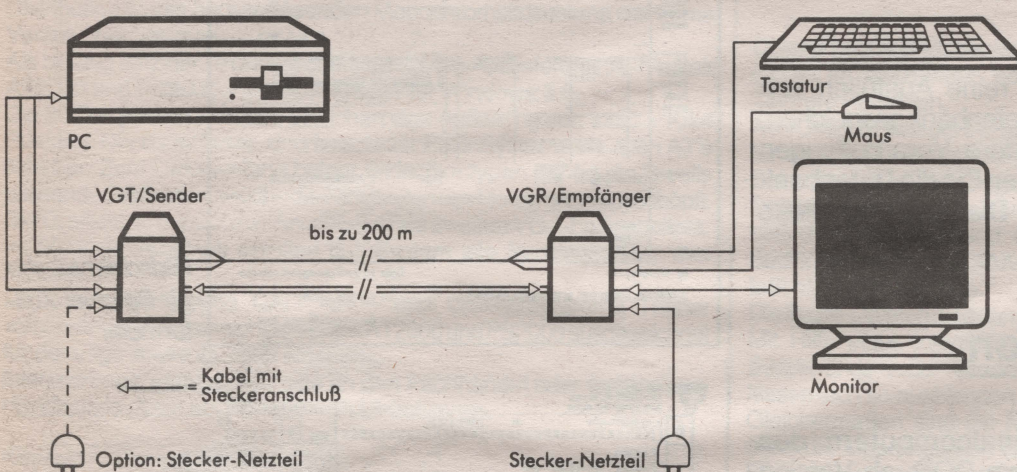 PC
Tastatur
Maus
VGT/Sender
VGR/Empfänger
bis zu 200 m
= Kabel mit
Steckeranschluß
Monitor
Option: Stecker-Netzteil
Stecker-Netzteil